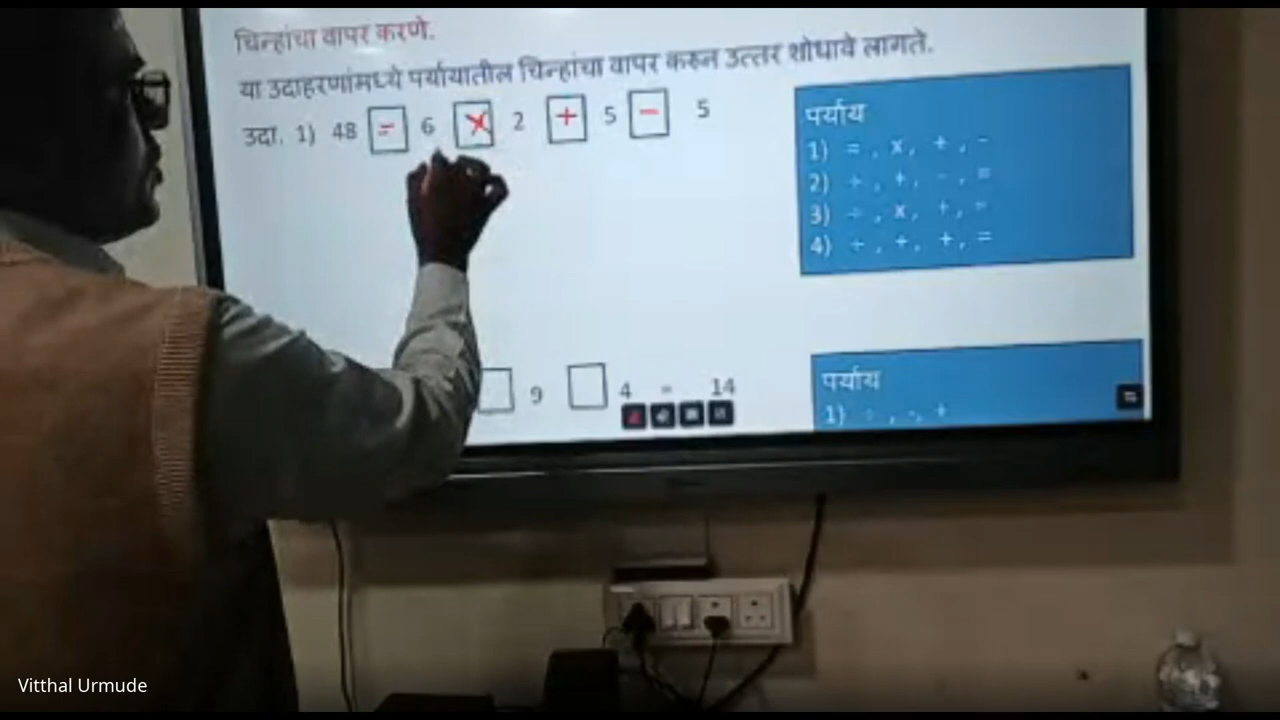 चिन्हांचा वापर करणे.
या उदाहरणांमध्ये पर्यायातील चिन्हांचा वापर करुन उत्तर शोधावे लागते.
उदा. 1) 48 = 6 × 2 + 5 - 5
पर्याय
1) = , x, + , -
2) ÷ , +, - , =
3) ÷ , x, +, =
4) ÷ , +, +, =
9 4 = 14
पर्याय
1) ÷ , -, +
Vitthal Urmude